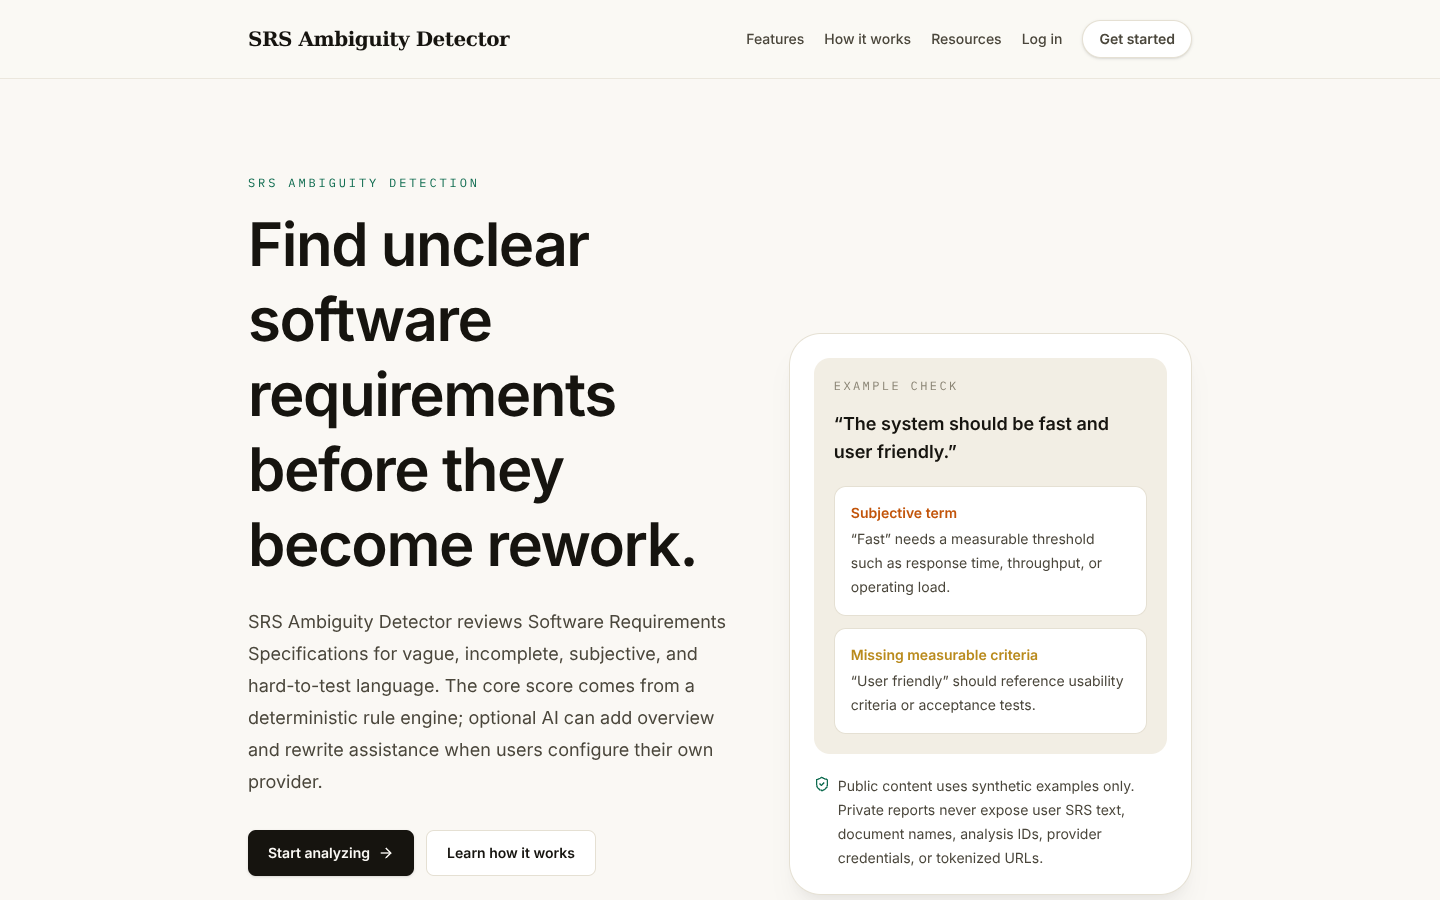 SRS Ambiguity Detector
Features
How it works
Resources
Log in
Get started
SRS AMBIGUITY DETECTION
Find unclear
software
requirements
before they
become rework.
SRS Ambiguity Detector reviews Software Requirements
Specifications for vague, incomplete, subjective, and
hard-to-test language. The core score comes from a
deterministic rule engine; optional AI can add overview
and rewrite assistance when users configure their own
provider.
Start analyzing
Learn how it works
EXAMPLE CHECK
“The system should be fast and
user friendly.”
Subjective term
“Fast” needs a measurable threshold
such as response time, throughput, or
operating load.
Missing measurable criteria
“User friendly” should reference usability
criteria or acceptance tests.
Public content uses synthetic examples only.
Private reports never expose user SRS text,
document names, analysis IDs, provider
credentials, or tokenized URLs.